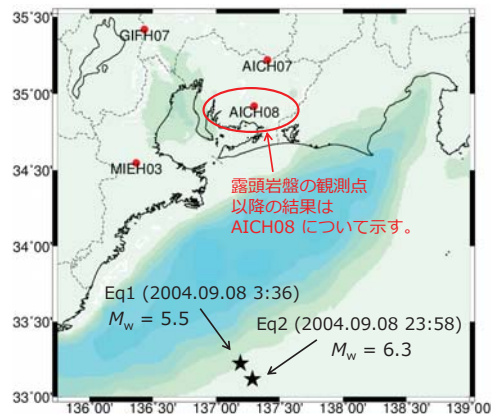 35˚30'
GIFH07
AICH07
35˚00'
AICH08
MIEH03
34˚30'
露頭岩盤の観測点
以降の結果は
AICH08 について示す。
34˚00'
Eq1 (2004.09.08 3:36)
Mw = 5.5
33˚30'
Eq2 (2004.09.08 23:58)
Mw = 6.3
33˚00'
136˚00' 136˚30' 137˚00' 137˚30' 138˚00' 138˚30' 139˚00'